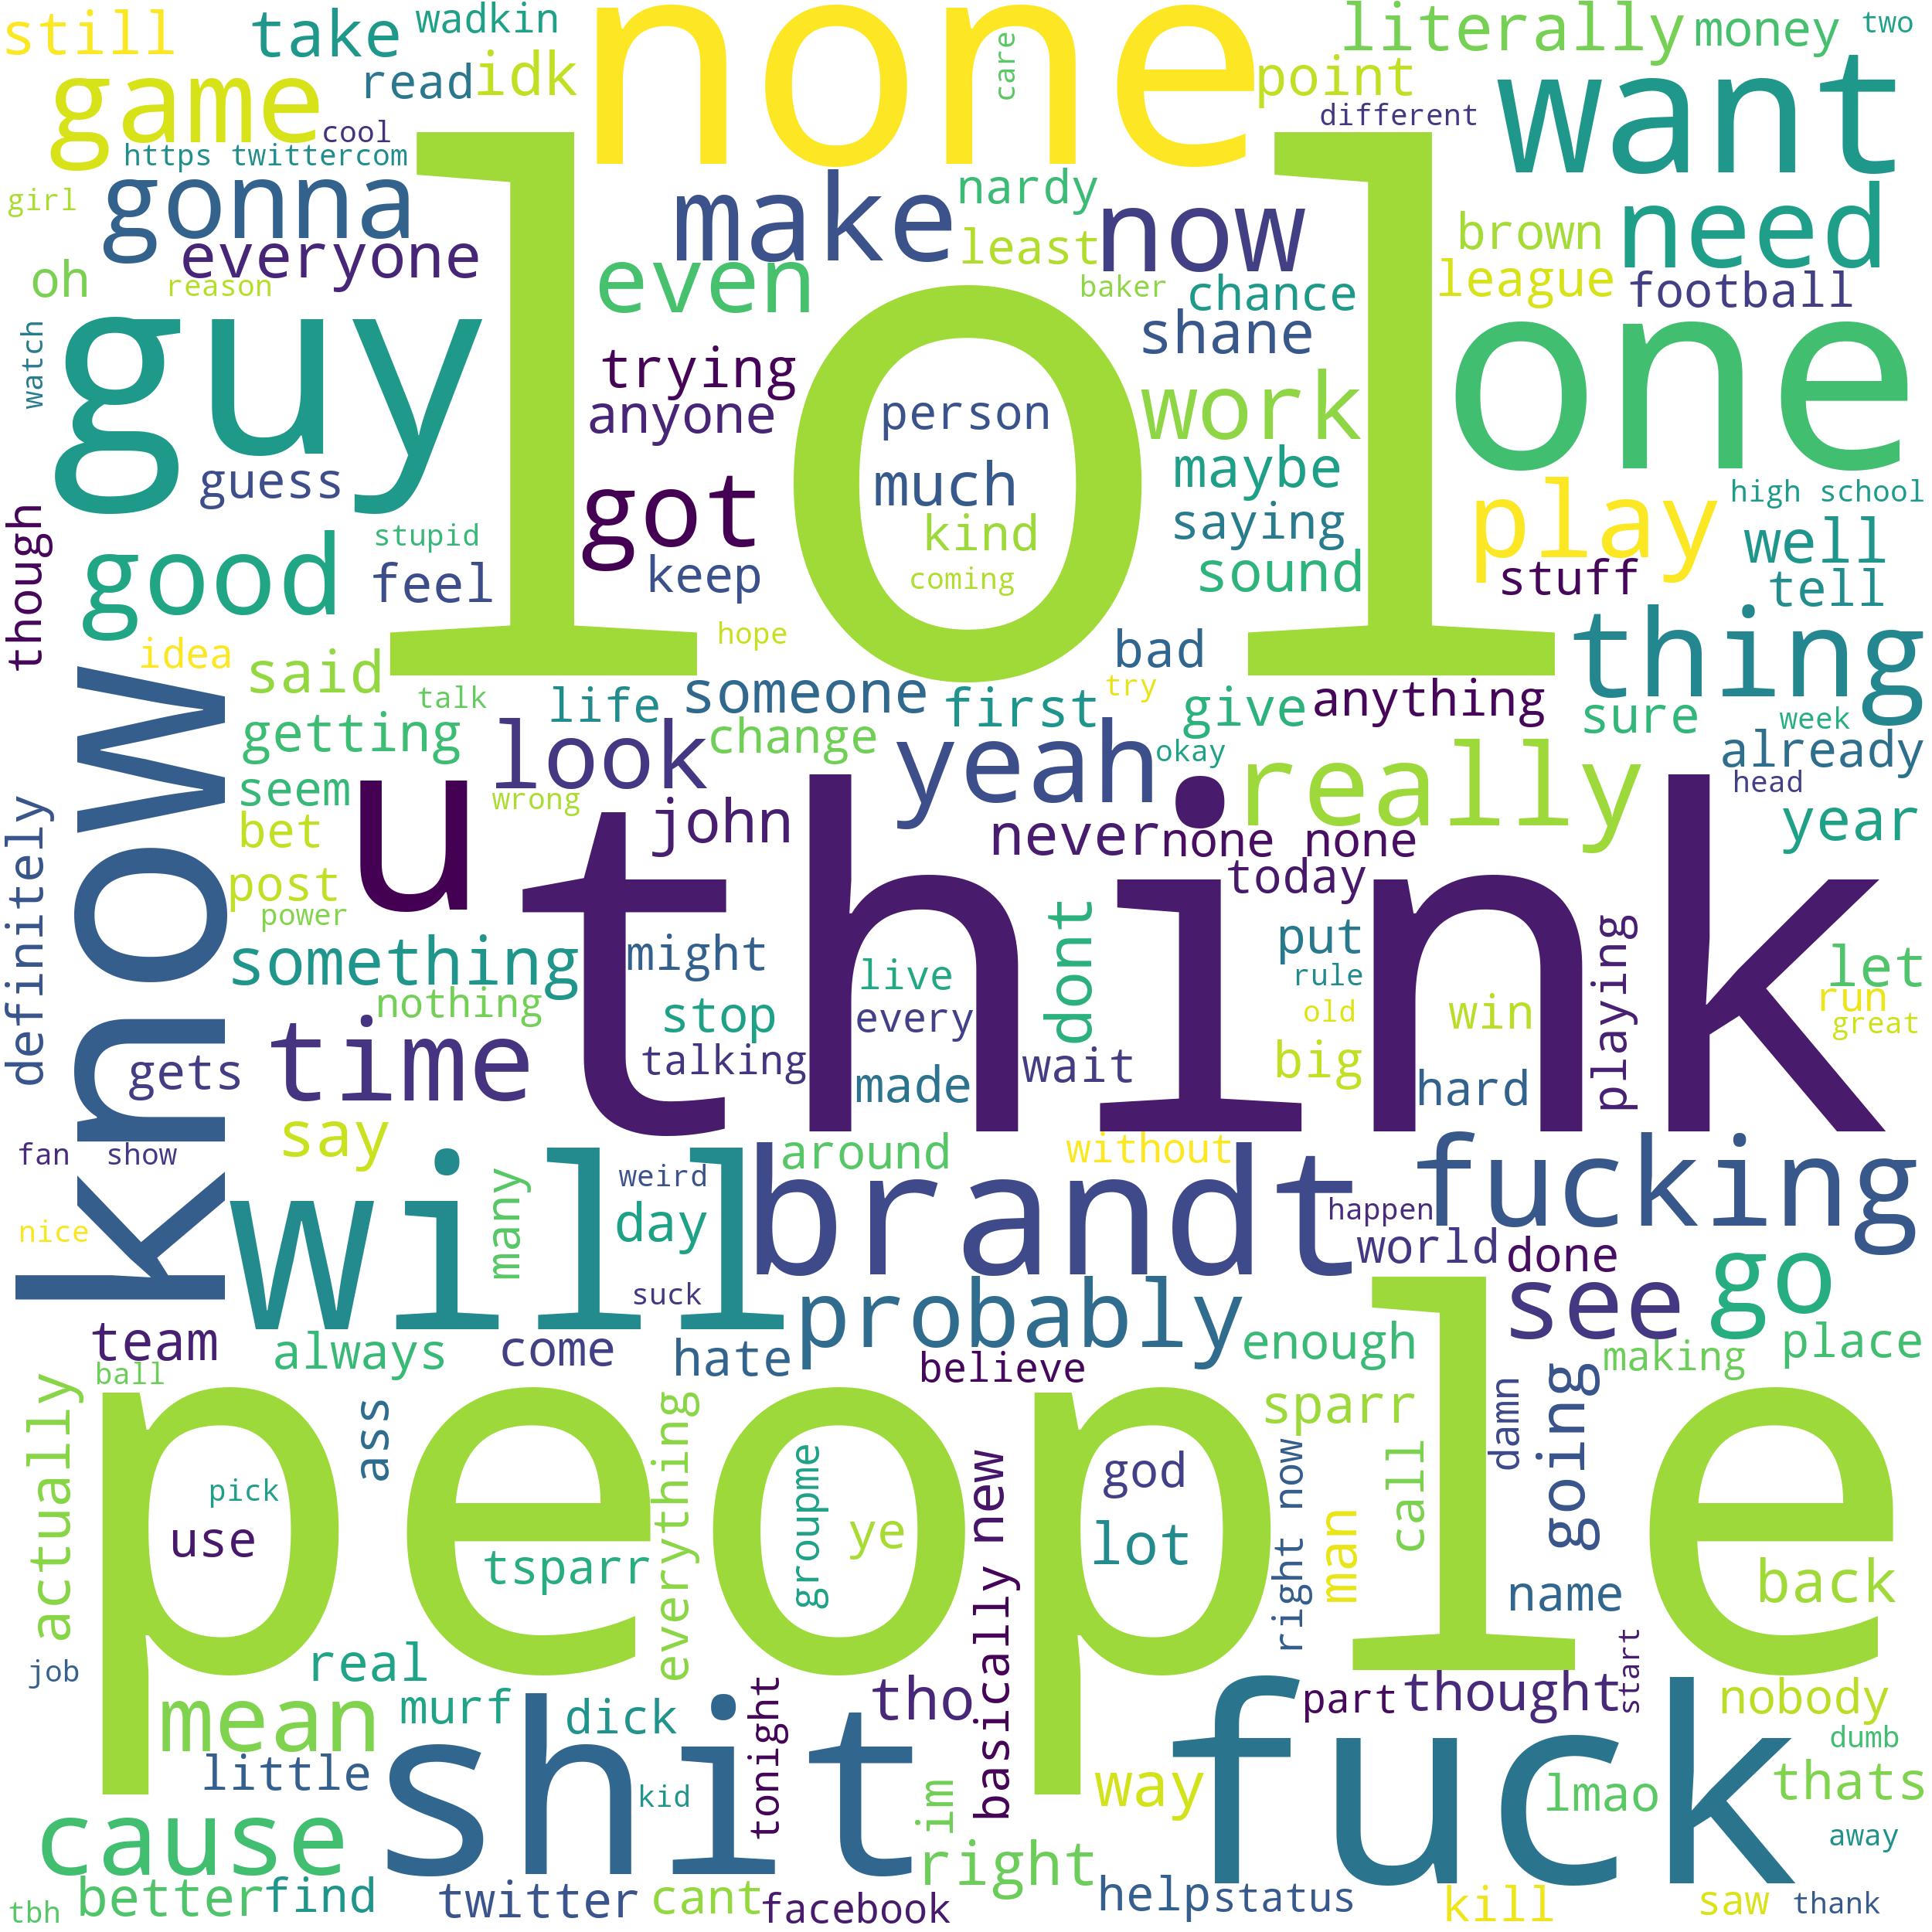 still
take
wadkin
none
care
literally
money
two
game
read
idk
point
want
cool
different
https twittercom
lol
girl
gonna
make
nardy
now
need
everyone
even
least
brown
oh
reason
baker
chance
league
football
guy
watch
trying
shane
one
anyone
person
work
guess
got
much
maybe
play
high school
though
good
stupid
feel
keep
kind
coming
saying
sound
stuff
well
tell
idea
said
talk
hope
bad
thing
life
someone
first
try
give
anything
sure
week
know
getting
look
change
yeah
okay
really
already
seem
wrong
head
bet
u
john
never
none none
year
think
today
definitely
post
power
something
might
live
dont
put
rule
playing
let
nothing
stop
every
old
win
run
great
gets
time
talking
made
wait
big
hard
say
around
without
fucking
fan
show
will
many
weird
brandt
happen
nice
day
world
done
go
suck
probably
see
team
always
come
hate
believe
enough
making
place
ball
people
actually
ass
everything
groupme
basically new
god
sparr
right now
call
damn
going
pick
use
tsparr
ye
lot
man
name
back
job
real
start
mean
murf
dick
tonight
tho
part
thought
nobody
little
shit
kid
im
way
fuck
lmao
dumb
thats
cause
right
away
tbh
better
find
twitter
cant
facebook
help
status
kill
saw
thank